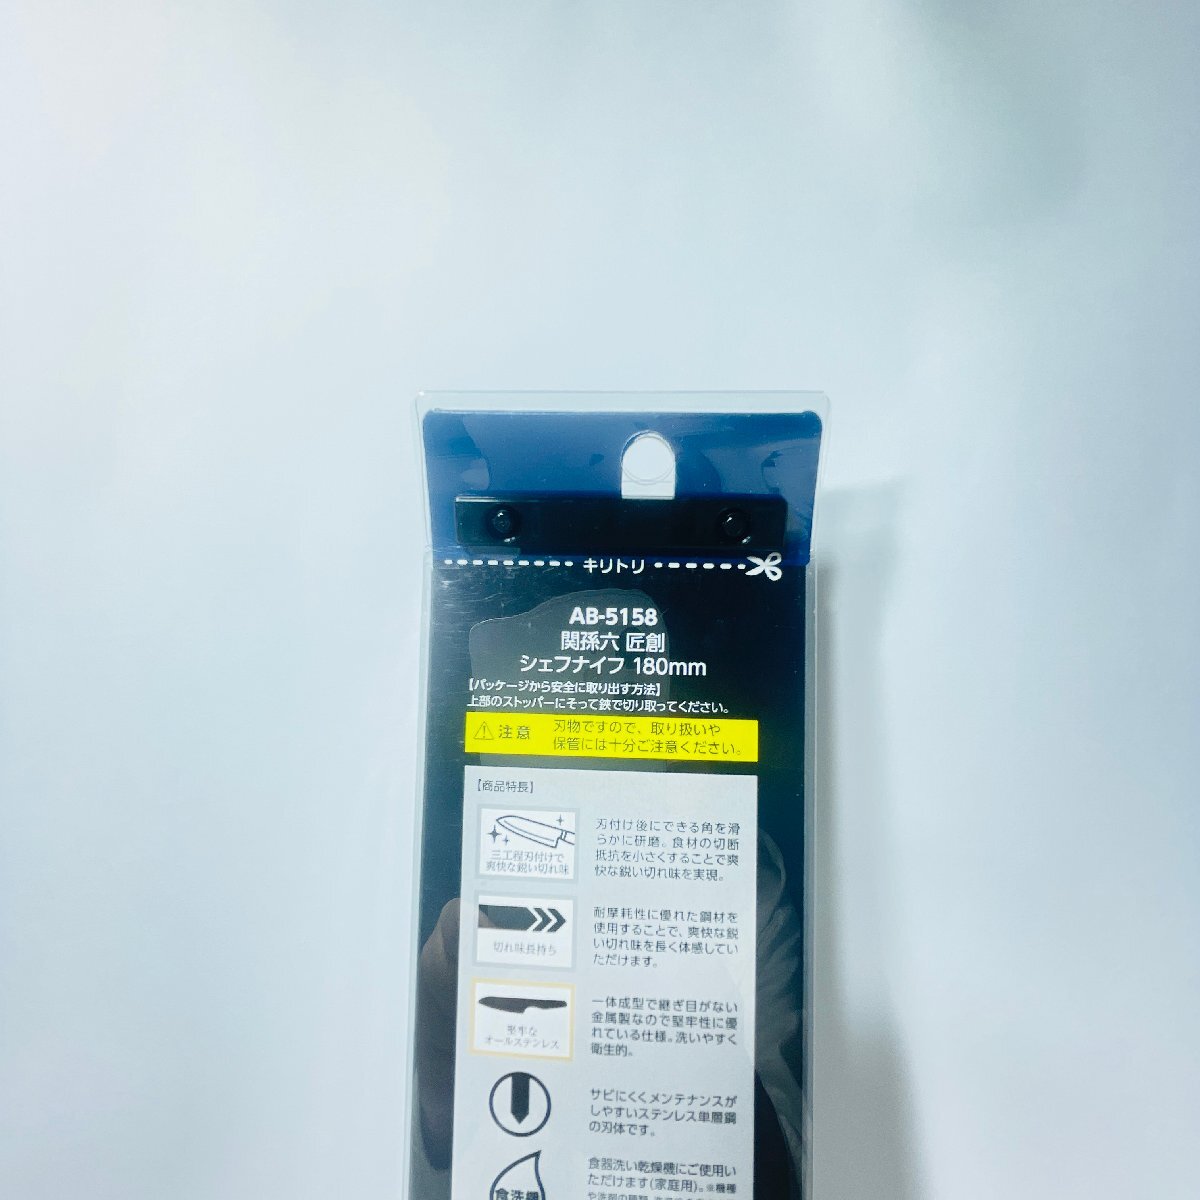 キリトリ
AB-5158
関孫六 匠創
シェフナイフ 180mm
【パッケージから安全に取り出す方法】
上部のストッパーにそって鋏で切り取ってください。
注意
刃物ですので、取り扱いや
保管には十分ご注意ください。
【商品特長】
三工程刃付けで
爽快な鋭い切れ味
刃付け後にできる角を滑
らかに研磨。食材の切断
抵抗を小さくすることで爽
快な鋭い切れ味を実現。
切れ味長持ち
耐摩耗性に優れた鋼材を
使用することで、爽快な鋭
い切れ味を長く体感してい
ただけます。
堅牢な
オールステンレス
一体成型で継ぎ目がない
金属製なので堅牢性に優
れている仕様。洗いやすく
衛生的。
サビにくくメンテナンスが
しやすいステンレス単層鋼
の刃体です。
食洗機
食器洗い乾燥機にご使用い
ただけます(家庭用)。※機種